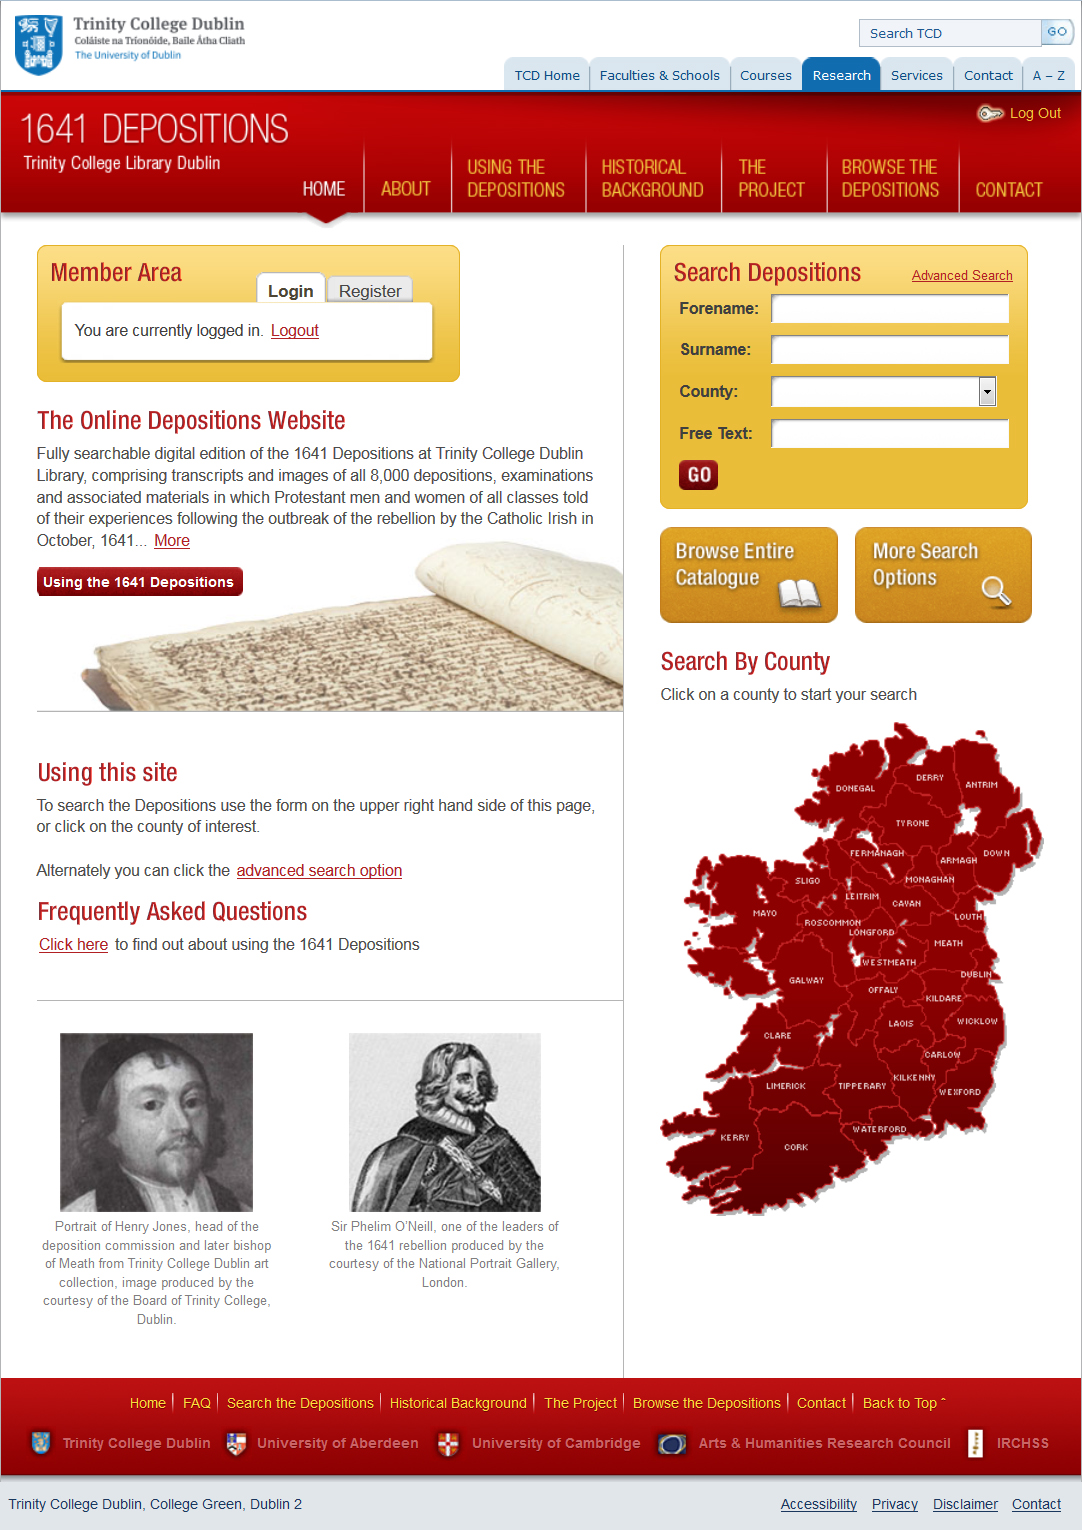 Trinity College Dublin
Coláiste na Tríonóide, Baile Átha Cliath
The University of Dublin
Search TCD
GO
TCD Home
Faculties & Schools
Courses
Research
Services
Contact
A – Z
1641 DEPOSITIONS
Trinity College Library Dublin
Log Out
HOME
ABOUT
USING THE
DEPOSITIONS
HISTORICAL
BACKGROUND
THE
PROJECT
BROWSE THE
DEPOSITIONS
CONTACT
Member Area
Login
Register
You are currently logged in. Logout
The Online Depositions Website
Fully searchable digital edition of the 1641 Depositions at Trinity College Dublin
Library, comprising transcripts and images of all 8,000 depositions, examinations
and associated materials in which Protestant men and women of all classes told
of their experiences following the outbreak of the rebellion by the Catholic Irish in
October, 1641... More
Using the 1641 Depositions
Using this site
To search the Depositions use the form on the upper right hand side of this page,
or click on the county of interest.
Alternately you can click the advanced search option
Frequently Asked Questions
Click here to find out about using the 1641 Depositions
Portrait of Henry Jones, head of the
deposition commission and later bishop
of Meath from Trinity College Dublin art
collection, image produced by the
courtesy of the Board of Trinity College,
Dublin.
Sir Phelim O'Neill, one of the leaders of
the 1641 rebellion produced by the
courtesy of the National Portrait Gallery,
London.
Search Depositions
Advanced Search
Forename:
Surname:
County:
Free Text:
GO
Browse Entire
Catalogue
More Search
Options
Search By County
Click on a county to start your search
DONEGAL
DERRY
ANTRIM
TYRONE
FERMANAGH
ARMAGH
DOWN
SLIGO
MONAGHAN
LEITRIM
CAVAN
MAYO
ROSCOMMON
LOUTH
LONGFORD
MEATH
WESTMEATH
DUBLIN
GALWAY
OFFALY
KILDARE
LAOIS
WICKLOW
CLARE
CARLOW
KILKENNY
LIMERICK
TIPPERARY
WEXFORD
WATERFORD
KERRY
CORK
Home
FAQ
Search the Depositions
Historical Background
The Project
Browse the Depositions
Contact
Back to Top ˆ
Trinity College Dublin
University of Aberdeen
University of Cambridge
Arts & Humanities Research Council
IRCHSS
Trinity College Dublin, College Green, Dublin 2
Accessibility
Privacy
Disclaimer
Contact